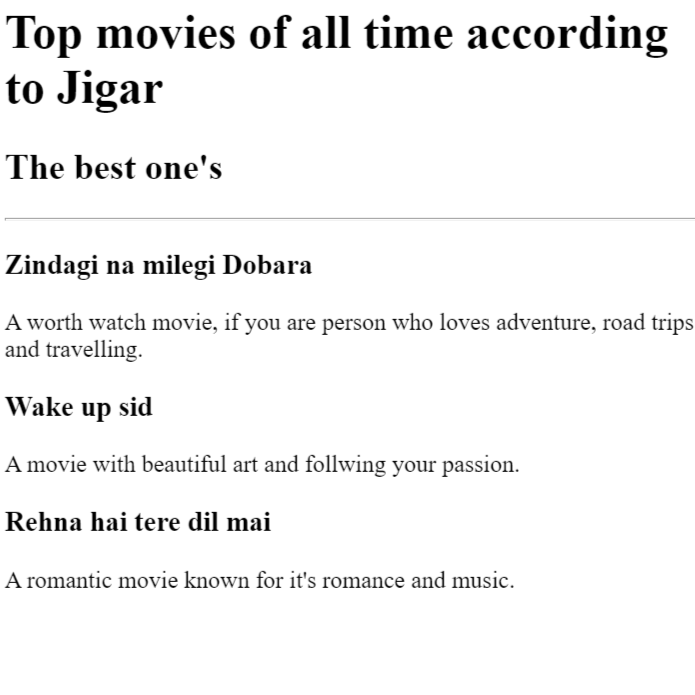 Top movies of all time according
to Jigar
The best one's
Zindagi na milegi Dobara
A worth watch movie, if you are person who loves adventure, road trips
and travelling.
Wake up sid
A movie with beautiful art and follwing your passion.
Rehna hai tere dil mai
A romantic movie known for it's romance and music.